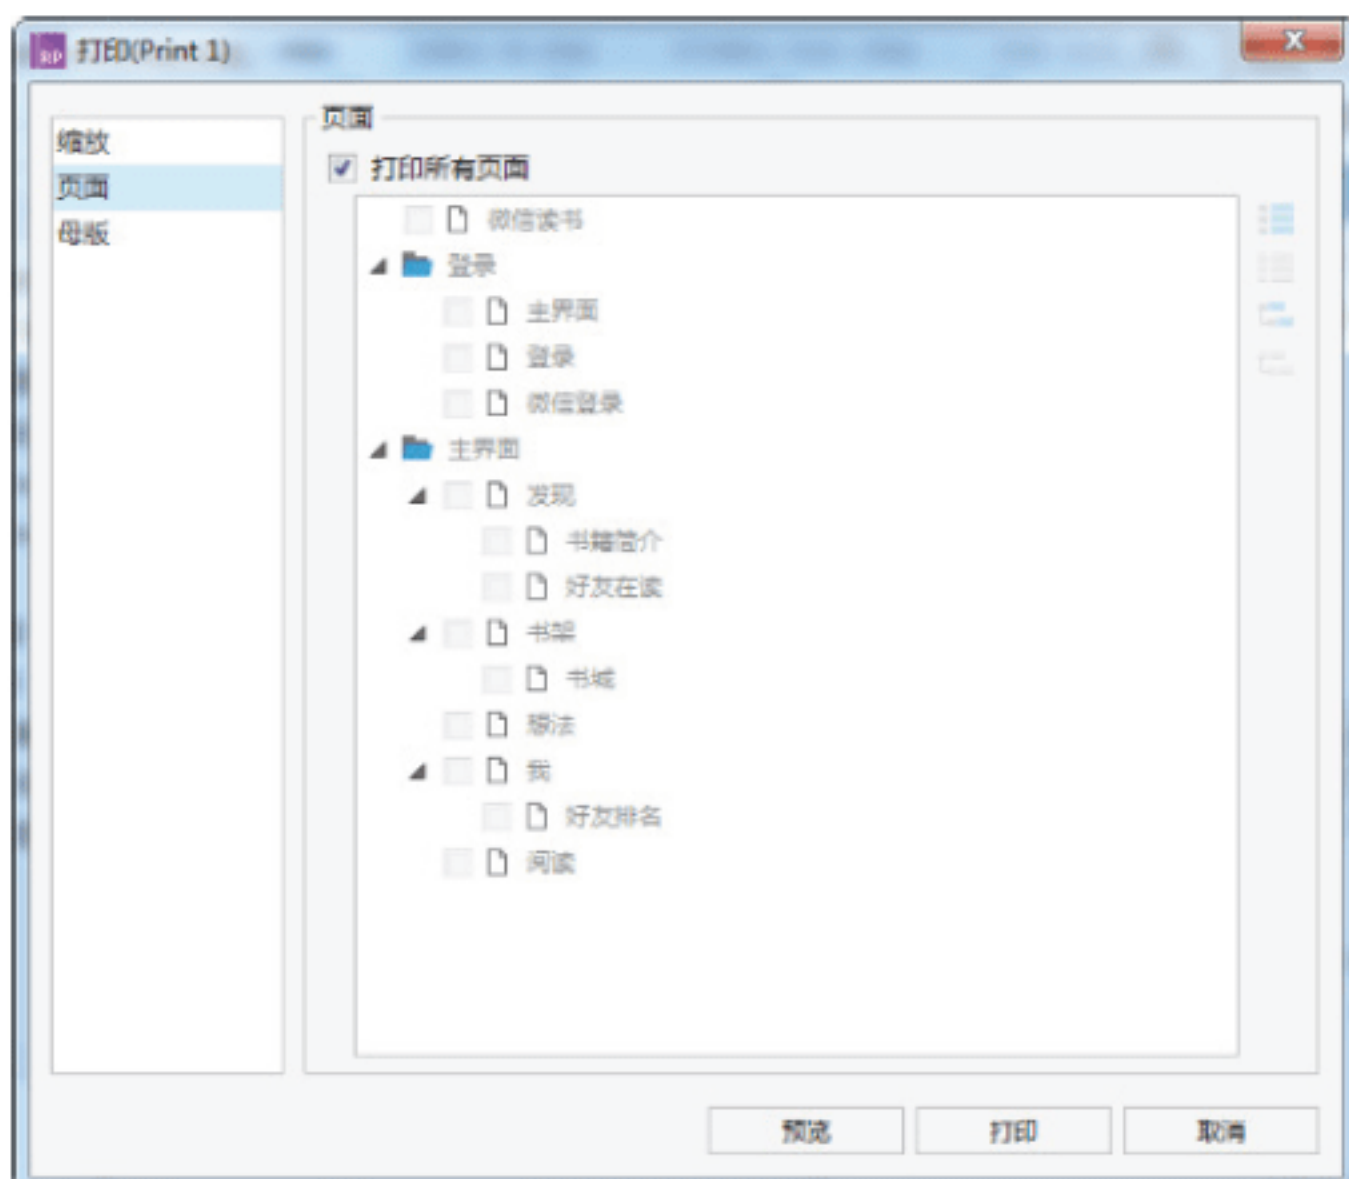 RP 打印(Print 1)
缩放
页面
母版
页面
打印所有页面
微信读书
登录
主界面
登录
微信登录
主界面
发现
书籍简介
好友在读
书架
书城
想法
我
好友排名
阅读
预览
打印
取消